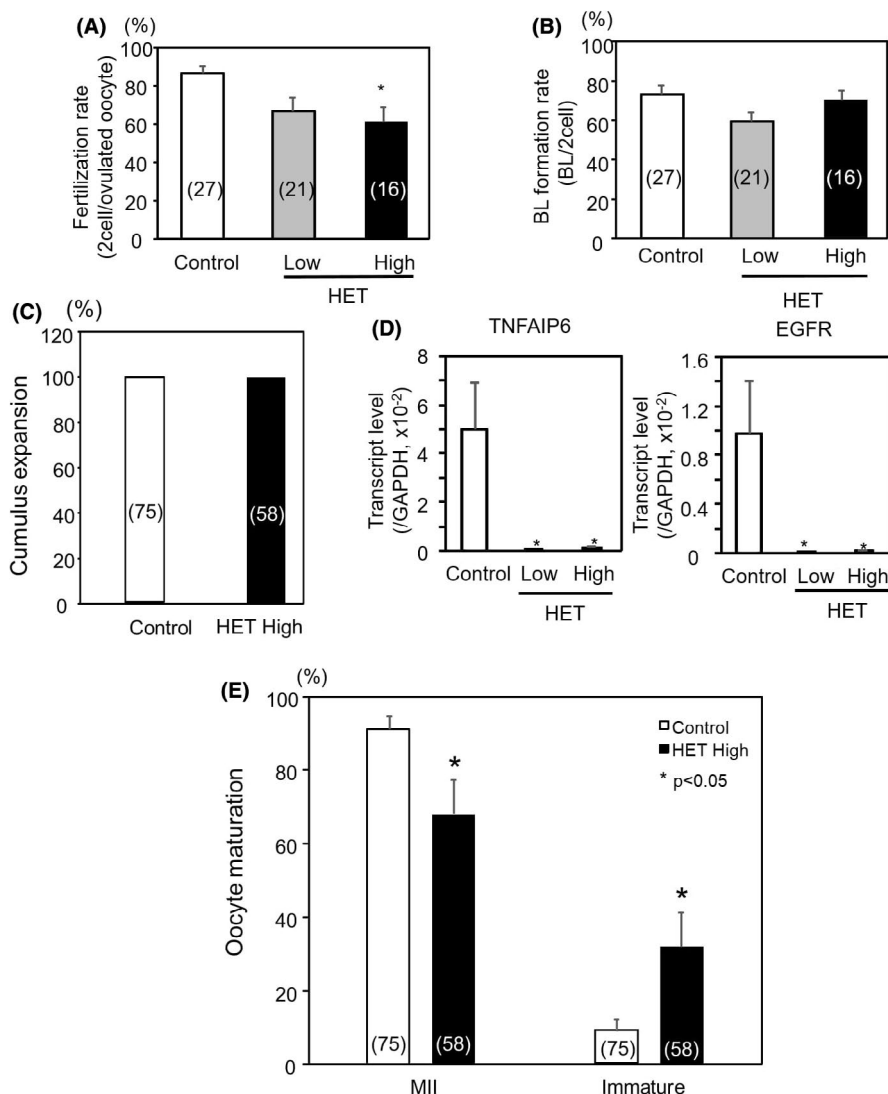 (A)
(%)
Fertilization rate
(2cell/ovulated oocyte)
100
80
60
40
20
0
*
(27)
(21)
(16)
Control
Low
High
HET
(B)
(%)
BL formation rate
(BL/2cell)
100
80
60
40
20
0
(27)
(21)
(16)
Control
Low
High
HET
(C)
(%)
Cumulus expansion
120
100
80
60
40
20
0
(75)
(58)
Control
HET High
(D)
TNFAIP6
Transcript level
(/GAPDH, x10-2)
8
6
4
2
0
*
*
Control
Low
High
HET
EGFR
Transcript level
(/GAPDH, x10-2)
1.6
1.2
0.8
0.4
0
*
*
Control
Low
High
HET
(E)
(%)
Oocyte maturation
100
80
60
40
20
0
Control
HET High
* p<0.05
*
*
(75)
(58)
(75)
(58)
MII
Immature